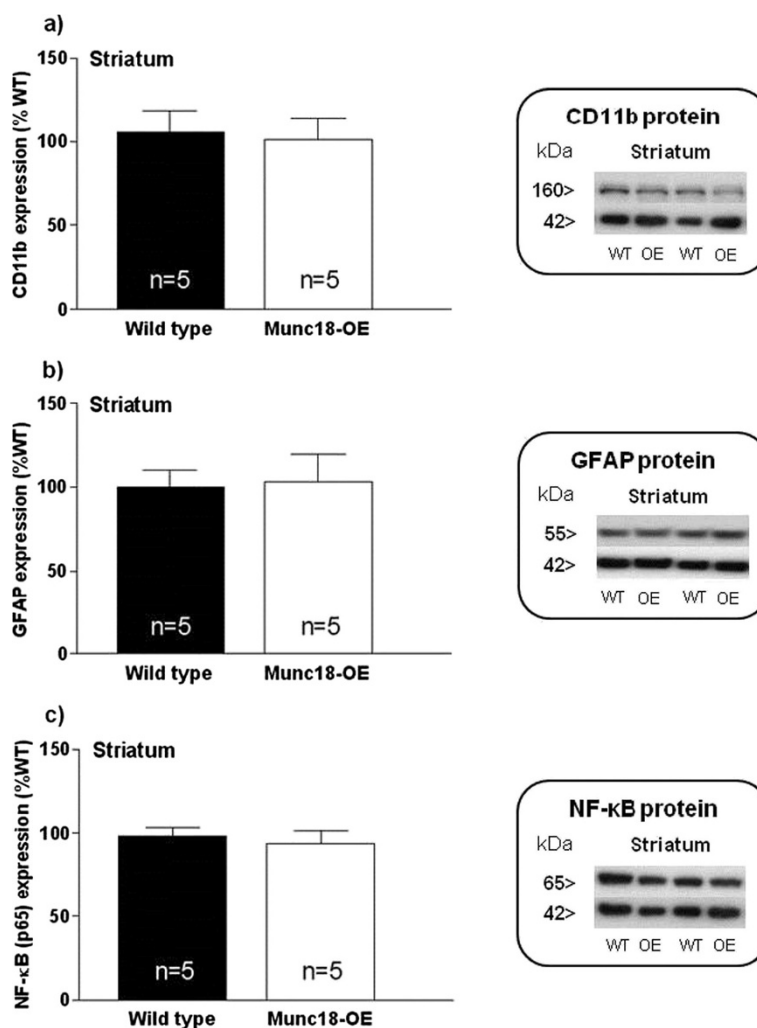 a)
150
Striatum
100
50
0
CD11b expression (% WT)
n=5
n=5
Wild type
Munc18-OE
CD11b protein
kDa
Striatum
160>
42>
WT OE WT OE
b)
150
Striatum
100
50
0
GFAP expression (%WT)
n=5
n=5
Wild type
Munc18-OE
GFAP protein
kDa
Striatum
55>
42>
WT OE WT OE
c)
150
Striatum
100
50
0
NF-κB (p65) expression (%WT)
n=5
n=5
Wild type
Munc18-OE
NF-κB protein
kDa
Striatum
65>
42>
WT OE WT OE